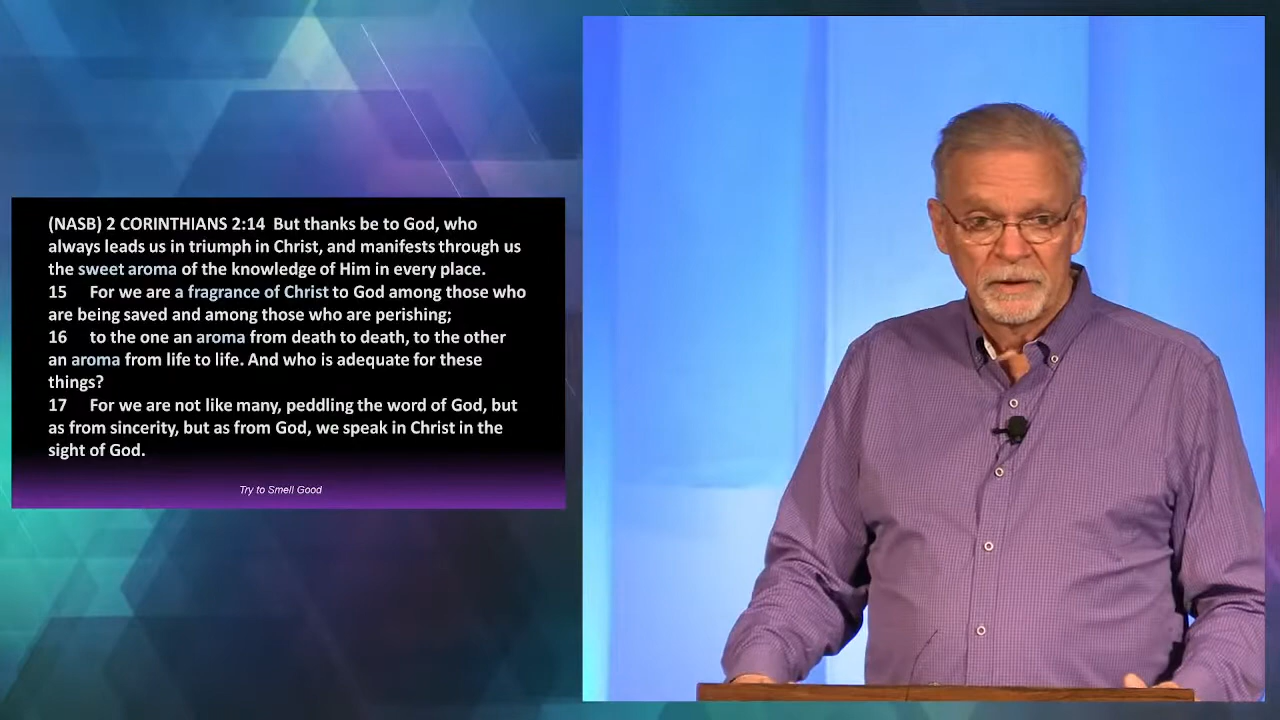 (NASB) 2 CORINTHIANS 2:14 But thanks be to God, who
always leads us in triumph in Christ, and manifests through us
the sweet aroma of the knowledge of Him in every place.
15 For we are a fragrance of Christ to God among those who
are being saved and among those who are perishing;
16 to the one an aroma from death to death, to the other
an aroma from life to life. And who is adequate for these
things?
17 For we are not like many, peddling the word of God, but
as from sincerity, but as from God, we speak in Christ in the
sight of God.
Try to Smell Good